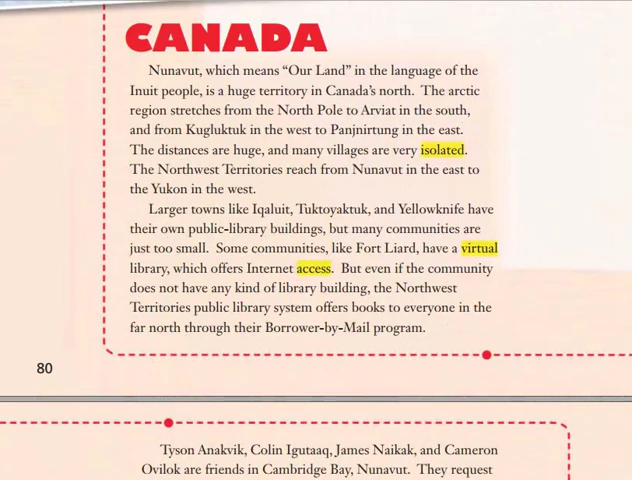 CANADA
Nunavut, which means “Our Land” in the language of the
Inuit people, is a huge territory in Canada’s north. The arctic
region stretches from the North Pole to Arviat in the south,
and from Kugluktuk in the west to Panjnirtung in the east.
The distances are huge, and many villages are very isolated.
The Northwest Territories reach from Nunavut in the east to
the Yukon in the west.
Larger towns like Iqaluit, Tuktoyaktuk, and Yellowknife have
their own public-library buildings, but many communities are
just too small. Some communities, like Fort Liard, have a virtual
library, which offers Internet access. But even if the community
does not have any kind of library building, the Northwest
Territories public library system offers books to everyone in the
far north through their Borrower-by-Mail program.
80
Tyson Anakvik, Colin Igutaaq, James Naikak, and Cameron
Ovilok are friends in Cambridge Bay, Nunavut. They request